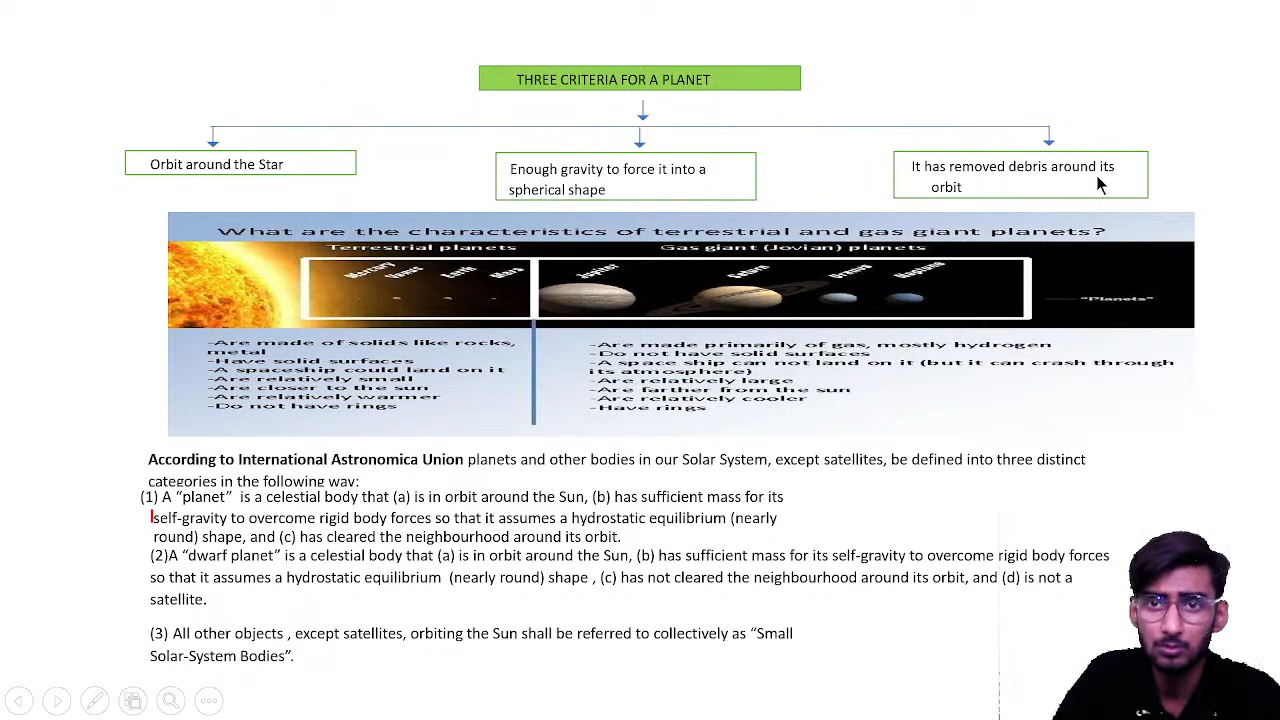 THREE CRITERIA FOR A PLANET
Orbit around the Star
Enough gravity to force it into a
spherical shape
It has removed debris around its
orbit
What are the characteristics of terrestrial and gas giant planets?
Terrestrial planets
Gas giant (Jovian) planets
Mercury
Venus
Earth
Mars
Jupiter
Saturn
Uranus
Neptune
"Planets"
-Are made of solids like rocks,
metal
-Have solid surfaces
-A spaceship could land on it
-Are relatively small
-Are closer to the sun
-Are relatively warmer
-Do not have rings
-Are made primarily of gas, mostly hydrogen
-Do not have solid surfaces
-A space ship can not land on it (but it can crash through
its atmosphere)
-Are relatively large
-Are farther from the sun
-Are relatively cooler
-Have rings
According to International Astronomica Union planets and other bodies in our Solar System, except satellites, be defined into three distinct
categories in the following way:
(1) A “planet” is a celestial body that (a) is in orbit around the Sun, (b) has sufficient mass for its
self-gravity to overcome rigid body forces so that it assumes a hydrostatic equilibrium (nearly
round) shape, and (c) has cleared the neighbourhood around its orbit.
(2)A “dwarf planet” is a celestial body that (a) is in orbit around the Sun, (b) has sufficient mass for its self-gravity to overcome rigid body forces
so that it assumes a hydrostatic equilibrium (nearly round) shape , (c) has not cleared the neighbourhood around its orbit, and (d) is not a
satellite.
(3) All other objects , except satellites, orbiting the Sun shall be referred to collectively as “Small
Solar-System Bodies”.